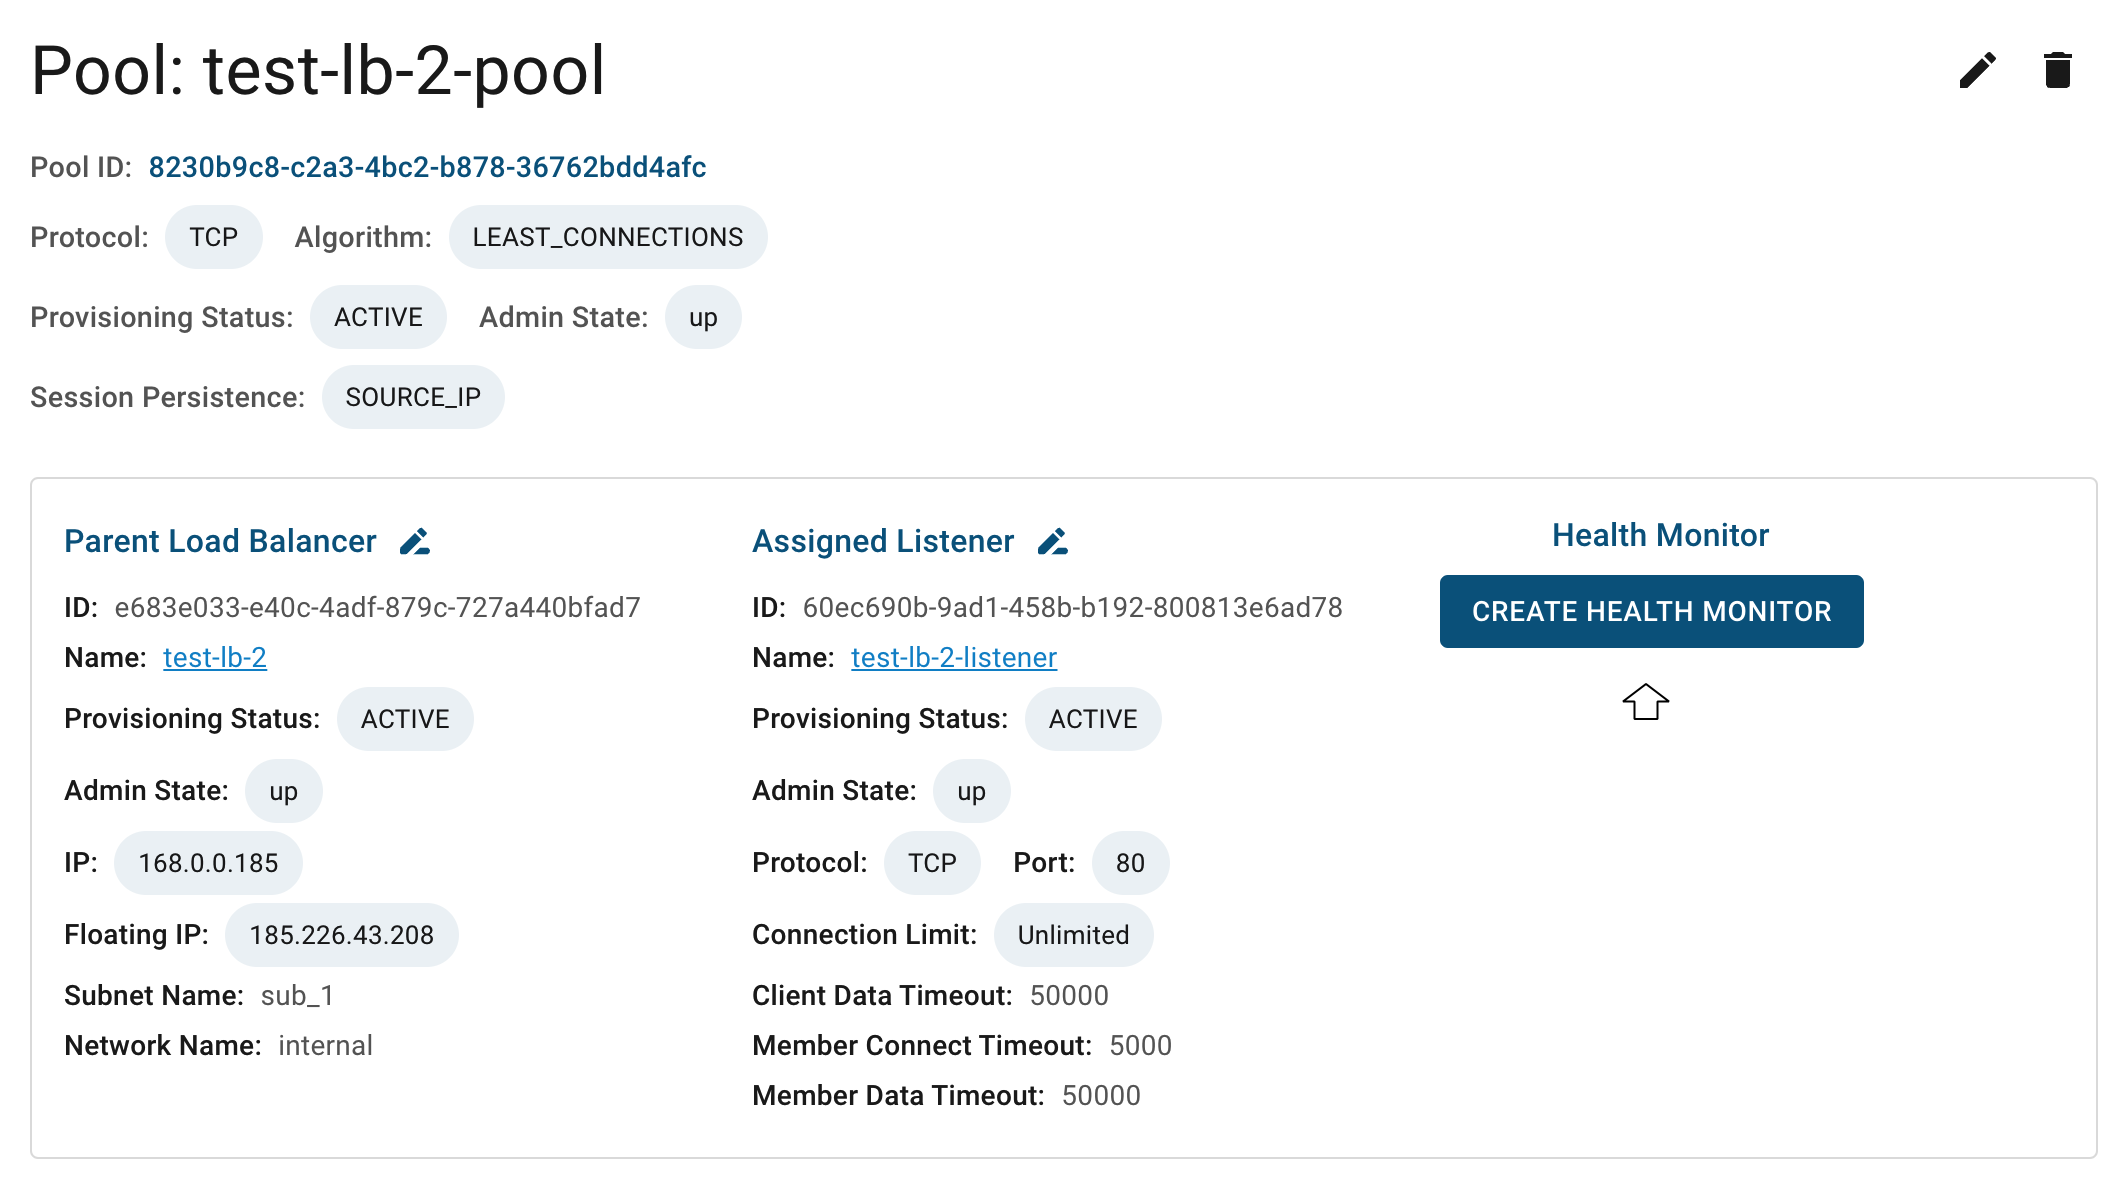 Pool: test-lb-2-pool
Pool ID: 8230b9c8-c2a3-4bc2-b878-36762bdd4afc
Protocol: TCP Algorithm: LEAST_CONNECTIONS
Provisioning Status: ACTIVE Admin State: up
Session Persistence: SOURCE_IP
Parent Load Balancer
ID: e683e033-e40c-4adf-879c-727a440bfad7
Name: test-lb-2
Provisioning Status: ACTIVE
Admin State: up
IP: 168.0.0.185
Floating IP: 185.226.43.208
Subnet Name: sub_1
Network Name: internal
Assigned Listener
ID: 60ec690b-9ad1-458b-b192-800813e6ad78
Name: test-lb-2-listener
Provisioning Status: ACTIVE
Admin State: up
Protocol: TCP Port: 80
Connection Limit: Unlimited
Client Data Timeout: 50000
Member Connect Timeout: 5000
Member Data Timeout: 50000
Health Monitor
CREATE HEALTH MONITOR